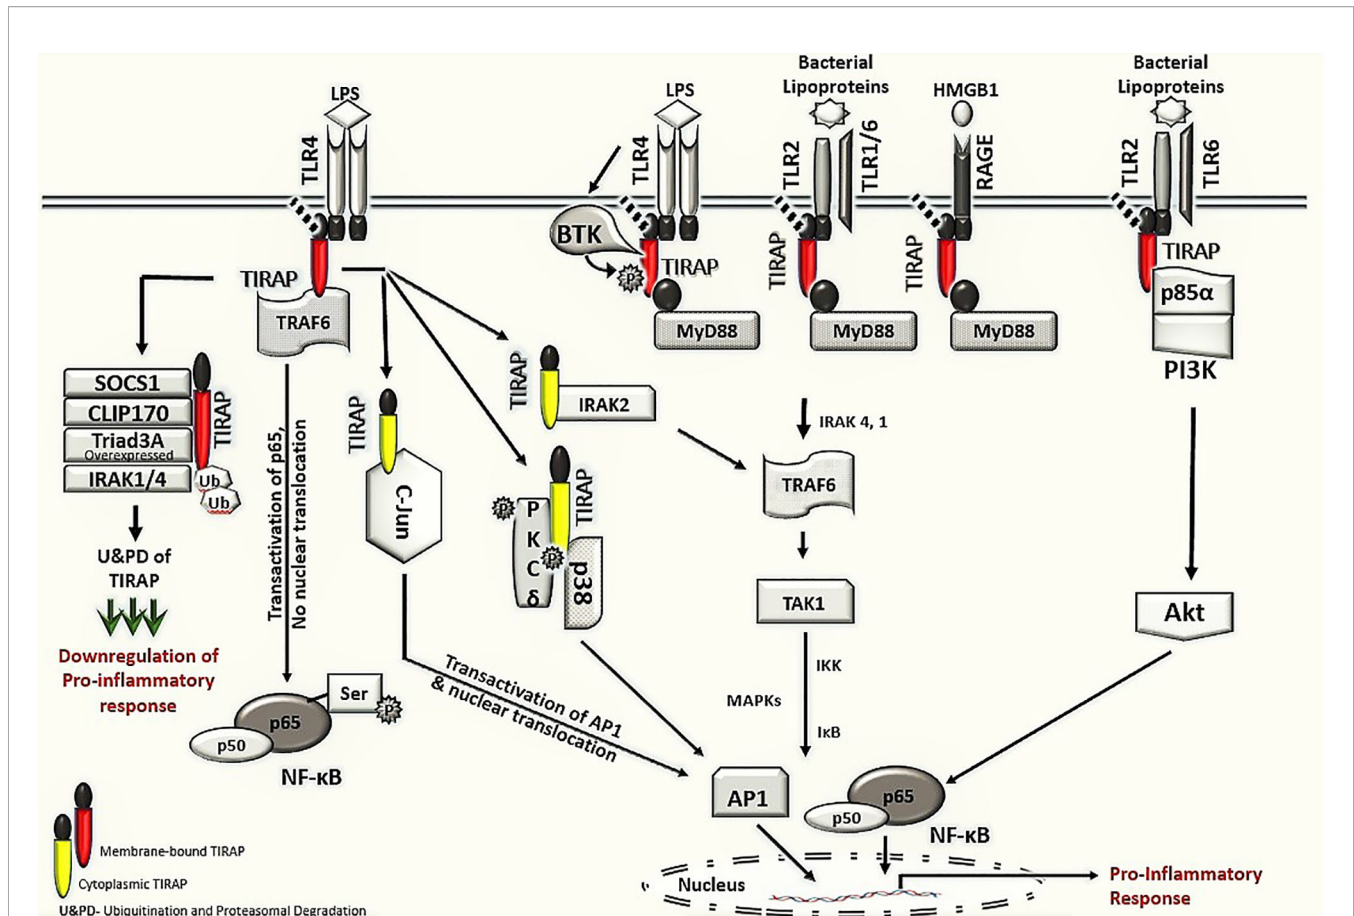 LPS
TLR4
TIRAP
TRAF6
LPS
TLR4
BTK
P
TIRAP
MyD88
Bacterial
Lipoproteins
TLR2
TLR1/6
TIRAP
MyD88
HMGB1
RAGE
TIRAP
MyD88
Bacterial
Lipoproteins
TLR2
TLR6
TIRAP
p85α
PI3K
SOCS1
CLIP170
Triad3A
Overexpressed
IRAK1/4
TIRAP
Ub
Ub
U&PD of
TIRAP
Downregulation of
Pro-inflammatory
response
Transactivation of p65,
No nuclear translocation
TIRAP
C-Jun
TIRAP
IRAK2
TIRAP
P
PKCδ
P
p38
IRAK 4, 1
TRAF6
TAK1
IKK
MAPKs
IκB
Akt
Ser
P
p65
p50
NF-κB
Transactivation of AP1
& nuclear translocation
AP1
p65
p50
NF-κB
Nucleus
Pro-Inflammatory
Response
Membrane-bound TIRAP
Cytoplasmic TIRAP
U&PD- Ubiquitination and Proteasomal Degradation